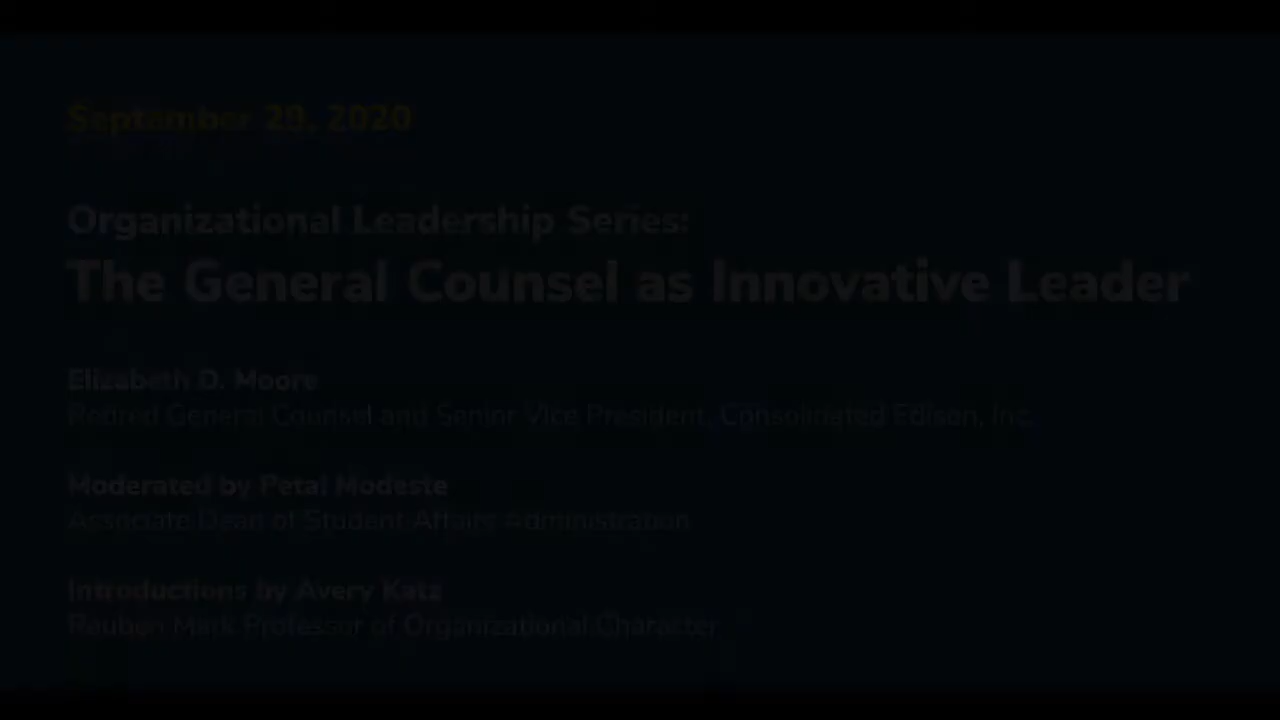 September 29, 2020
Organizational Leadership Series:
The General Counsel as Innovative Leader
Elizabeth D. Moore
Retired General Counsel and Senior Vice President, Consolidated Edison, Inc.
Moderated by Petal Modeste
Associate Dean of Student Affairs Administration
Introductions by Avery Katz
Reuben Mark Professor of Organizational Character